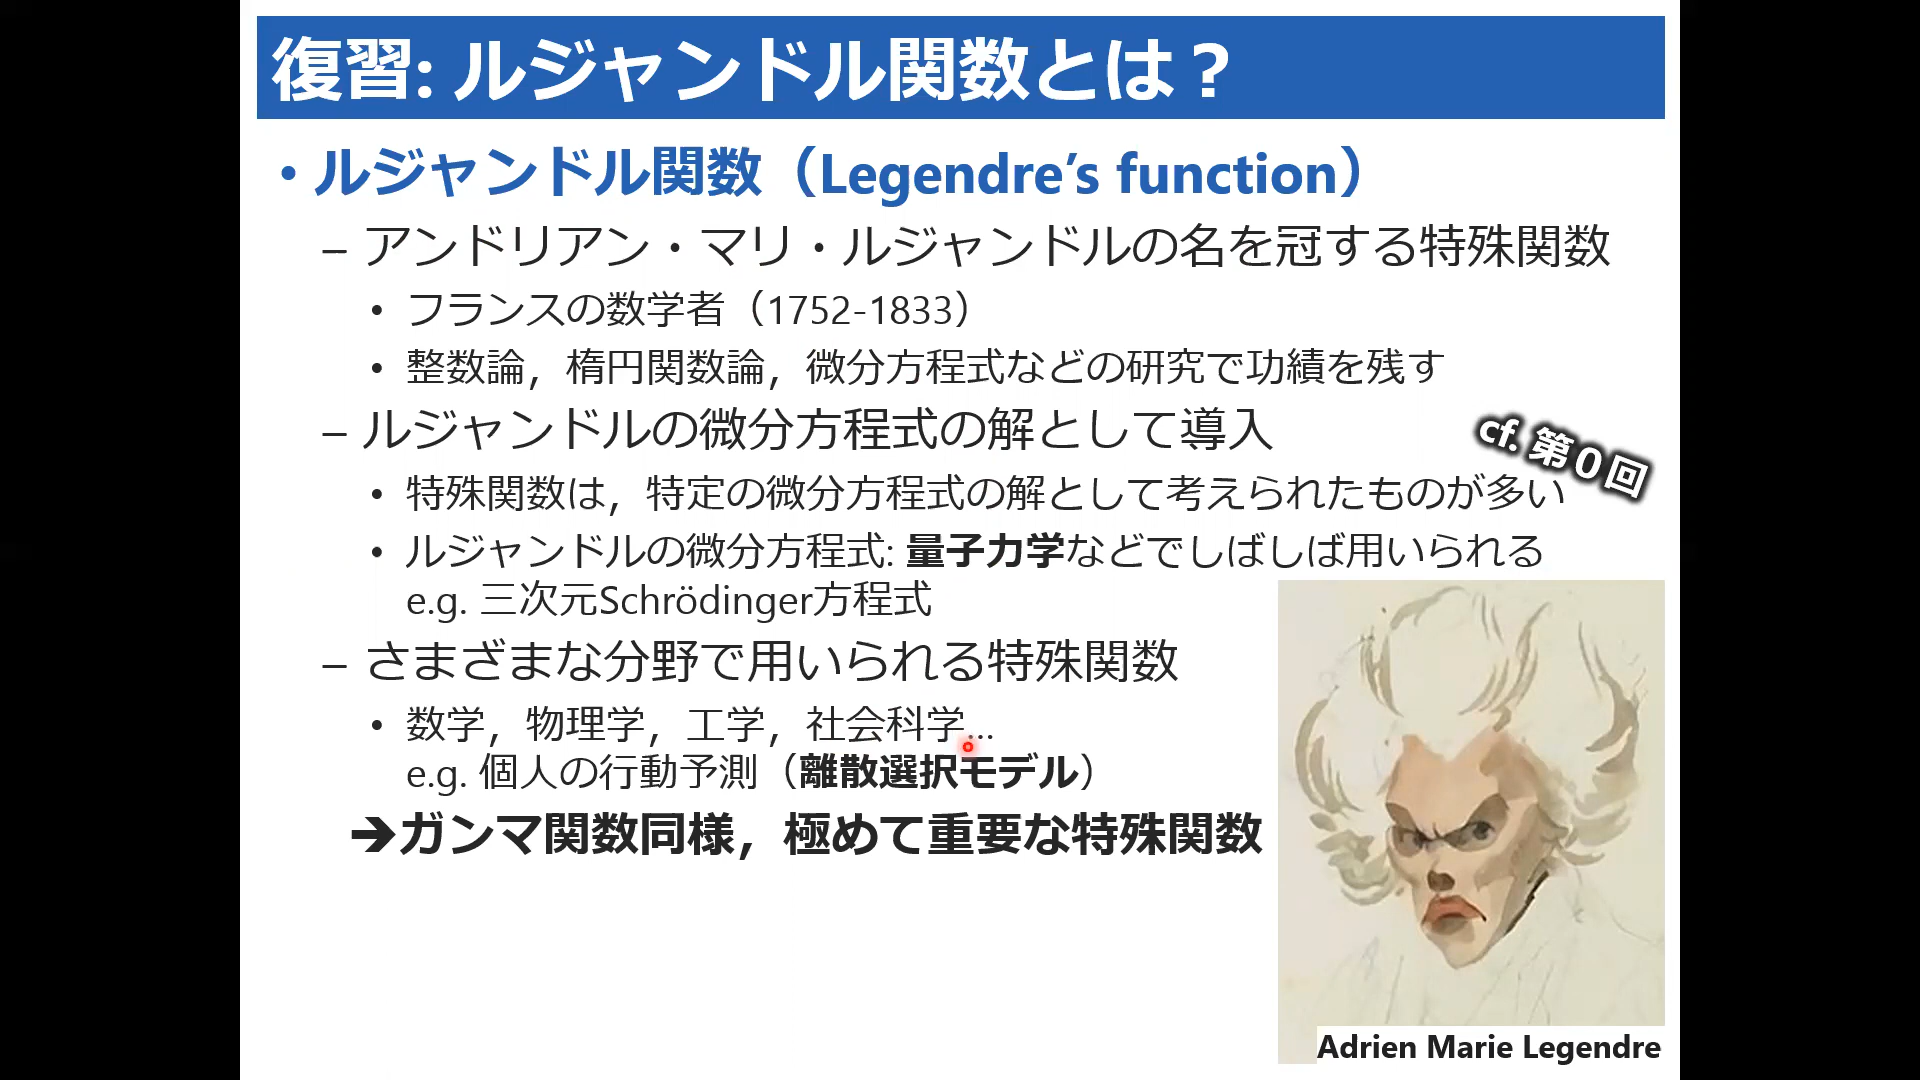 復習: ルジャンドル関数とは？
• ルジャンドル関数（Legendre’s function）
– アンドリアン・マリ・ルジャンドルの名を冠する特殊関数
• フランスの数学者（1752-1833）
• 整数論，楕円関数論，微分方程式などの研究で功績を残す
– ルジャンドルの微分方程式の解として導入
cf. 第０回
• 特殊関数は，特定の微分方程式の解として考えられたものが多い
• ルジャンドルの微分方程式: 量子力学などでしばしば用いられる
e.g. 三次元Schrödinger方程式
– さまざまな分野で用いられる特殊関数
• 数学，物理学，工学，社会科学…
e.g. 個人の行動予測（離散選択モデル）
➔ガンマ関数同様，極めて重要な特殊関数
Adrien Marie Legendre